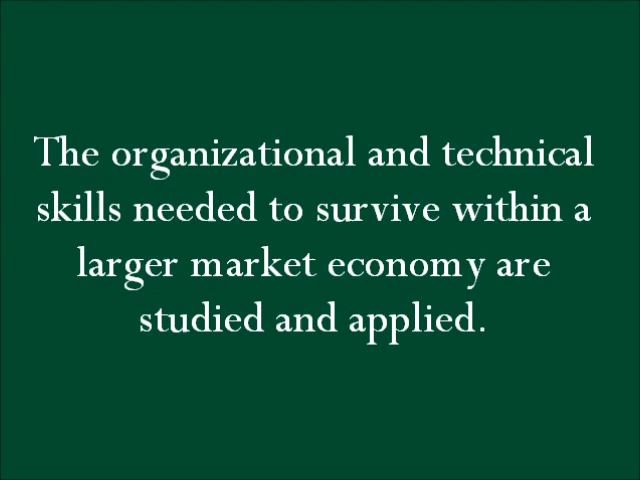 The organizational and technical
skills needed to survive within a
larger market economy are
studied and applied.